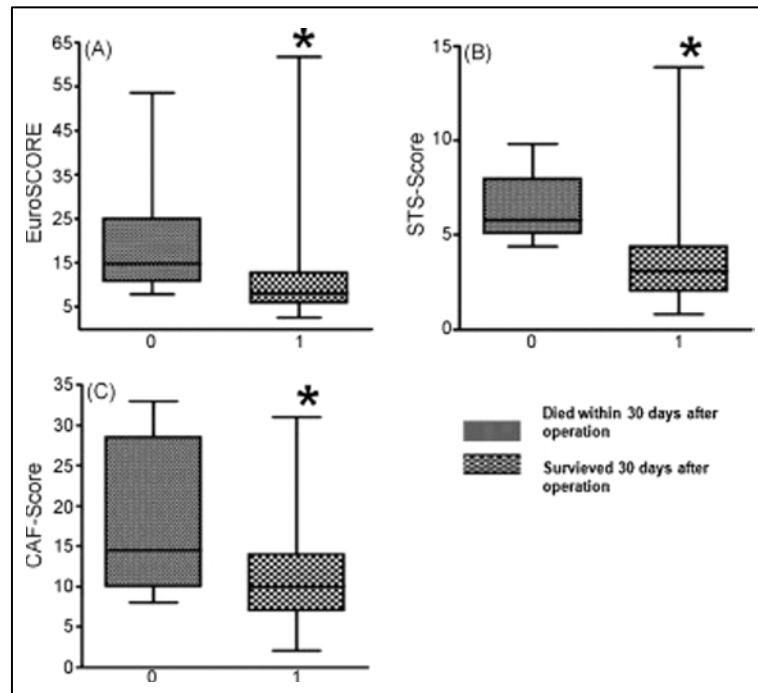 (A)
*
EuroSCORE
65
55
45
35
25
15
5
0 1
(B)
*
STS-Score
15
10
5
0
0 1
(C)
*
CAF-Score
35
30
25
20
15
10
5
0
0 1
Died within 30 days after
operation
Survieved 30 days after
operation